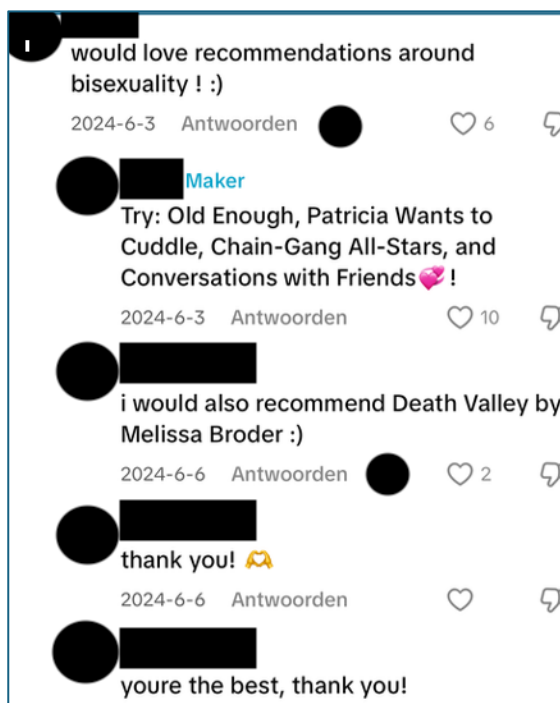 would love recommendations around
bisexuality ! :)
2024-6-3 Antwoorden 6
Maker
Try: Old Enough, Patricia Wants to
Cuddle, Chain-Gang All-Stars, and
Conversations with Friends💞 !
2024-6-3 Antwoorden 10
i would also recommend Death Valley by
Melissa Broder :)
2024-6-6 Antwoorden 2
thank you! 🫶
2024-6-6 Antwoorden
youre the best, thank you!